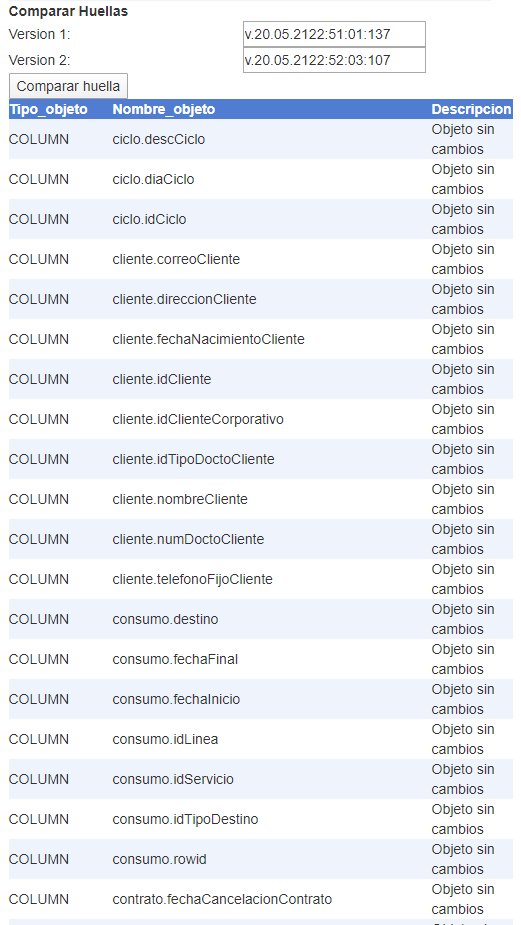 Comparar Huellas
Version 1: v.20.05.2122:51:01:137
Version 2: v.20.05.2122:52:03:107
Comparar huella
Tipo_objeto Nombre_objeto Descripcion
COLUMN ciclo.descCiclo Objeto sin cambios
COLUMN ciclo.diaCiclo Objeto sin cambios
COLUMN ciclo.idCiclo Objeto sin cambios
COLUMN cliente.correoCliente Objeto sin cambios
COLUMN cliente.direccionCliente Objeto sin cambios
COLUMN cliente.fechaNacimientoCliente Objeto sin cambios
COLUMN cliente.idCliente Objeto sin cambios
COLUMN cliente.idClienteCorporativo Objeto sin cambios
COLUMN cliente.idTipoDoctoCliente Objeto sin cambios
COLUMN cliente.nombreCliente Objeto sin cambios
COLUMN cliente.numDoctoCliente Objeto sin cambios
COLUMN cliente.telefonoFijoCliente Objeto sin cambios
COLUMN consumo.destino Objeto sin cambios
COLUMN consumo.fechaFinal Objeto sin cambios
COLUMN consumo.fechaInicio Objeto sin cambios
COLUMN consumo.idLinea Objeto sin cambios
COLUMN consumo.idServicio Objeto sin cambios
COLUMN consumo.idTipoDestino Objeto sin cambios
COLUMN consumo.rowid Objeto sin cambios
COLUMN contrato.fechaCancelacionContrato Objeto sin cambios